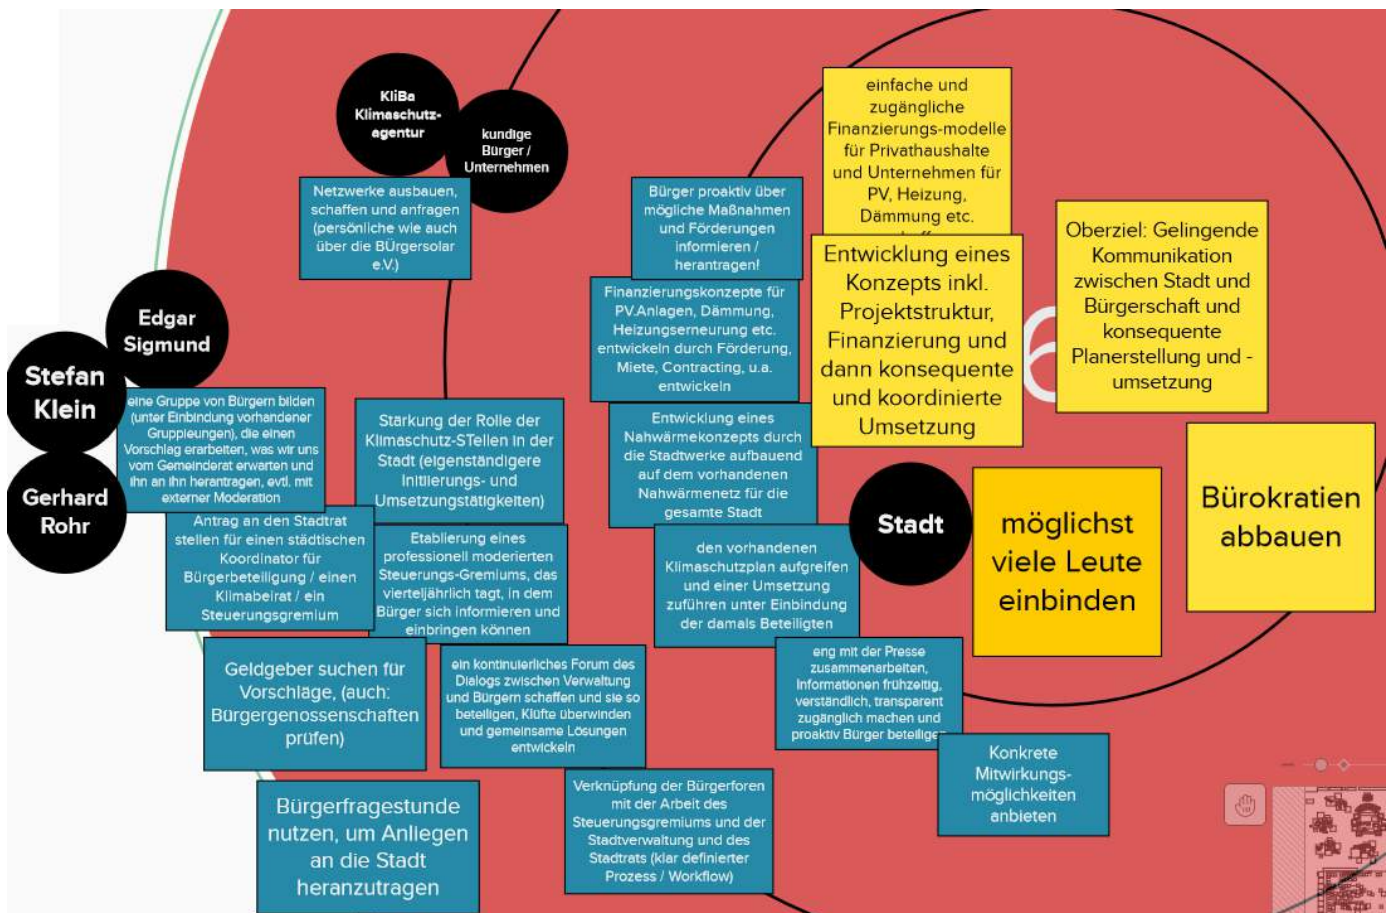 KliBa
Klimaschutz-
agentur
kundige
Bürger /
Unternehmen
Netzwerke ausbauen,
schaffen und anfragen
(persönliche wie auch
über die BÜrgersolar
e.V.)
Edgar
Sigmund
Stefan
Klein
Gerhard
Rohr
eine Gruppe von Bürgern bilden
(unter Einbindung vorhandener
Gruppieungen), die einen
Vorschlag erarbeiten, was wir uns
vom Gemeinderat erwarten und
ihn an ihn herantragen, evtl. mit
externer Moderation
Antrag an den Stadtrat
stellen für einen städtischen
Koordinator für
Bürgerbeteiligung / einen
Klimabeirat / ein
Steuerungsgremium
Geldgeber suchen für
Vorschläge, (auch:
Bürgergenossenschaften
prüfen)
Bürgerfragestunde
nutzen, um Anliegen
an die Stadt
heranzutragen
Stärkung der Rolle der
Klimaschutz-STellen in der
Stadt (eigenständigere
Initiierungs- und
Umsetzungstätigkeiten)
Etablierung eines
professionell moderierten
Steuerungs-Gremiums, das
vierteljährlich tagt, in dem
Bürger sich informieren und
einbringen können
ein kontinuierliches Forum des
Dialogs zwischen Verwaltung
und Bürgern schaffen und sie so
beteiligen, Klüfte überwinden
und gemeinsame Lösungen
entwickeln
Verknüpfung der Bürgerforen
mit der Arbeit des
Steuerungsgremiums und der
Stadtverwaltung und des
Stadtrats (klar definierter
Prozess / Workflow)
Bürger proaktiv über
mögliche Maßnahmen
und Förderungen
informieren /
herantragen!
Finanzierungskonzepte für
PV.Anlagen, Dämmung,
Heizungserneurung etc.
entwickeln durch Förderung,
Miete, Contracting, u.a.
entwickeln
Entwicklung eines
Nahwärmekonzepts durch
die Stadtwerke aufbauend
auf dem vorhandenen
Nahwärmenetz für die
gesamte Stadt
den vorhandenen
Klimaschutzplan aufgreifen
und einer Umsetzung
zuführen unter Einbindung
der damals Beteiligten
eng mit der Presse
zusammenarbeiten,
Informationen frühzeitig,
verständlich, transparent
zugänglich machen und
proaktiv Bürger beteiligen
Konkrete
Mitwirkungs-
möglichkeiten
anbieten
einfache und
zugängliche
Finanzierungs-modelle
für Privathaushalte
und Unternehmen für
PV, Heizung,
Dämmung etc.
Entwicklung eines
Konzepts inkl.
Projektstruktur,
Finanzierung und
dann konsequente
und koordinierte
Umsetzung
6
Oberziel: Gelingende
Kommunikation
zwischen Stadt und
Bürgerschaft und
konsequente
Planerstellung und -
umsetzung
Stadt
möglichst
viele Leute
einbinden
Bürokratien
abbauen